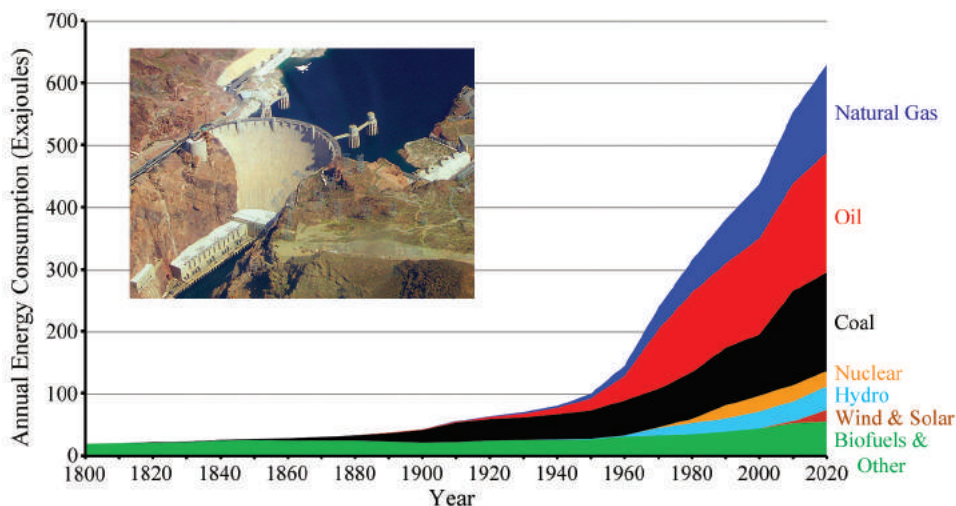 700
600
500
400
300
200
100
0
Annual Energy Consumption (Exajoules)
1800 1820 1840 1860 1880 1900 1920 1940 1960 1980 2000 2020
Year
Natural Gas
Oil
Coal
Nuclear
Hydro
Wind & Solar
Biofuels &
Other